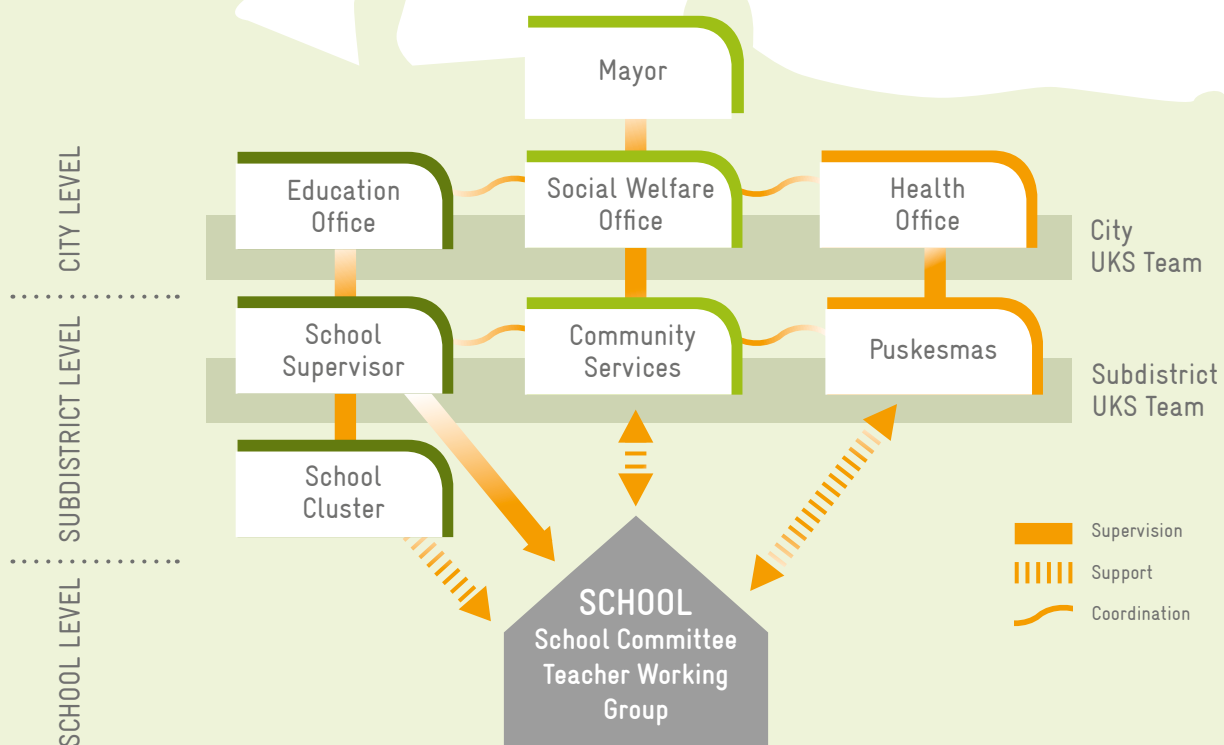 Mayor
CITY LEVEL
Education
Office
Social Welfare
Office
Health
Office
City
UKS Team
SUBDISTRICT LEVEL
School
Supervisor
Community
Services
Puskesmas
Subdistrict
UKS Team
School
Cluster
SCHOOL LEVEL
SCHOOL
School Committee
Teacher Working
Group
Supervision
Support
Coordination